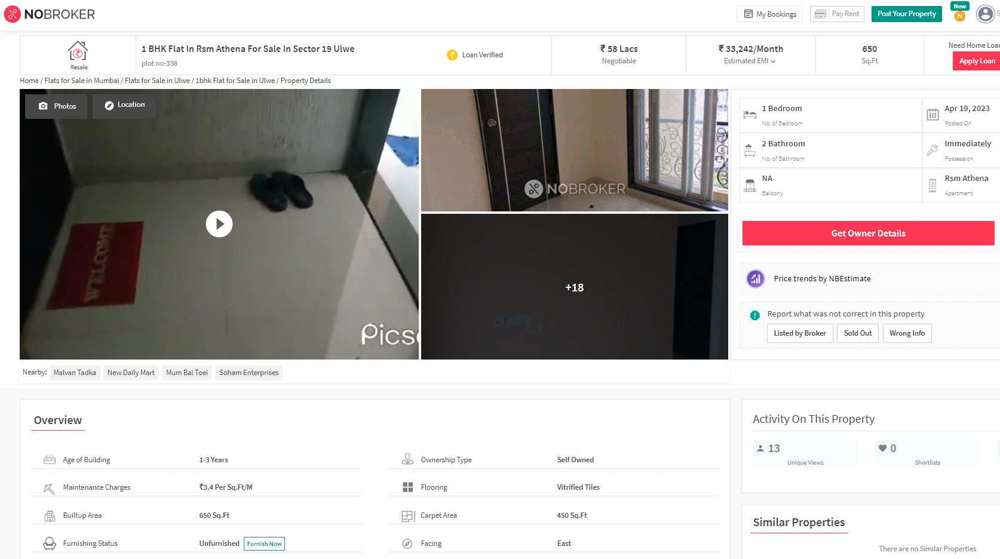 NOBROKER
My Bookings
Pay Rent
Post Your Property
New
N
Resale
1 BHK Flat In Rsm Athena For Sale In Sector 19 Ulwe
plot no-338
Loan Verified
₹ 58 Lacs
Negotiable
₹ 33,242/Month
Estimated EMI
650
Sq.Ft
Need Home Loan
Apply Loan
Home / Flats for Sale in Mumbai / Flats for Sale in Ulwe / 1bhk Flat for Sale in Ulwe / Property Details
Photos
Location
WELCOME
Picsa
NOBROKER
+18
NOBROKER
1 Bedroom
No. of Bedroom
Apr 19, 2023
Posted On
2 Bathroom
No. of Bathroom
Immediately
Possession
NA
Balcony
Rsm Athena
Apartment
Get Owner Details
Price trends by NBEstimate
Report what was not correct in this property
Listed by Broker
Sold Out
Wrong Info
Nearby:
Malvan Tadka
New Daily Mart
Mum Bai Toei
Soham Enterprises
Overview
Age of Building
1-3 Years
Ownership Type
Self Owned
Maintenance Charges
₹3.4 Per Sq.Ft/M
Flooring
Vitrified Tiles
Builtup Area
650 Sq.Ft
Carpet Area
450 Sq.Ft
Furnishing Status
Unfurnished
Furnish Now
Facing
East
Activity On This Property
13
Unique Views
0
Shortlists
Similar Properties
There are no Similar Properties